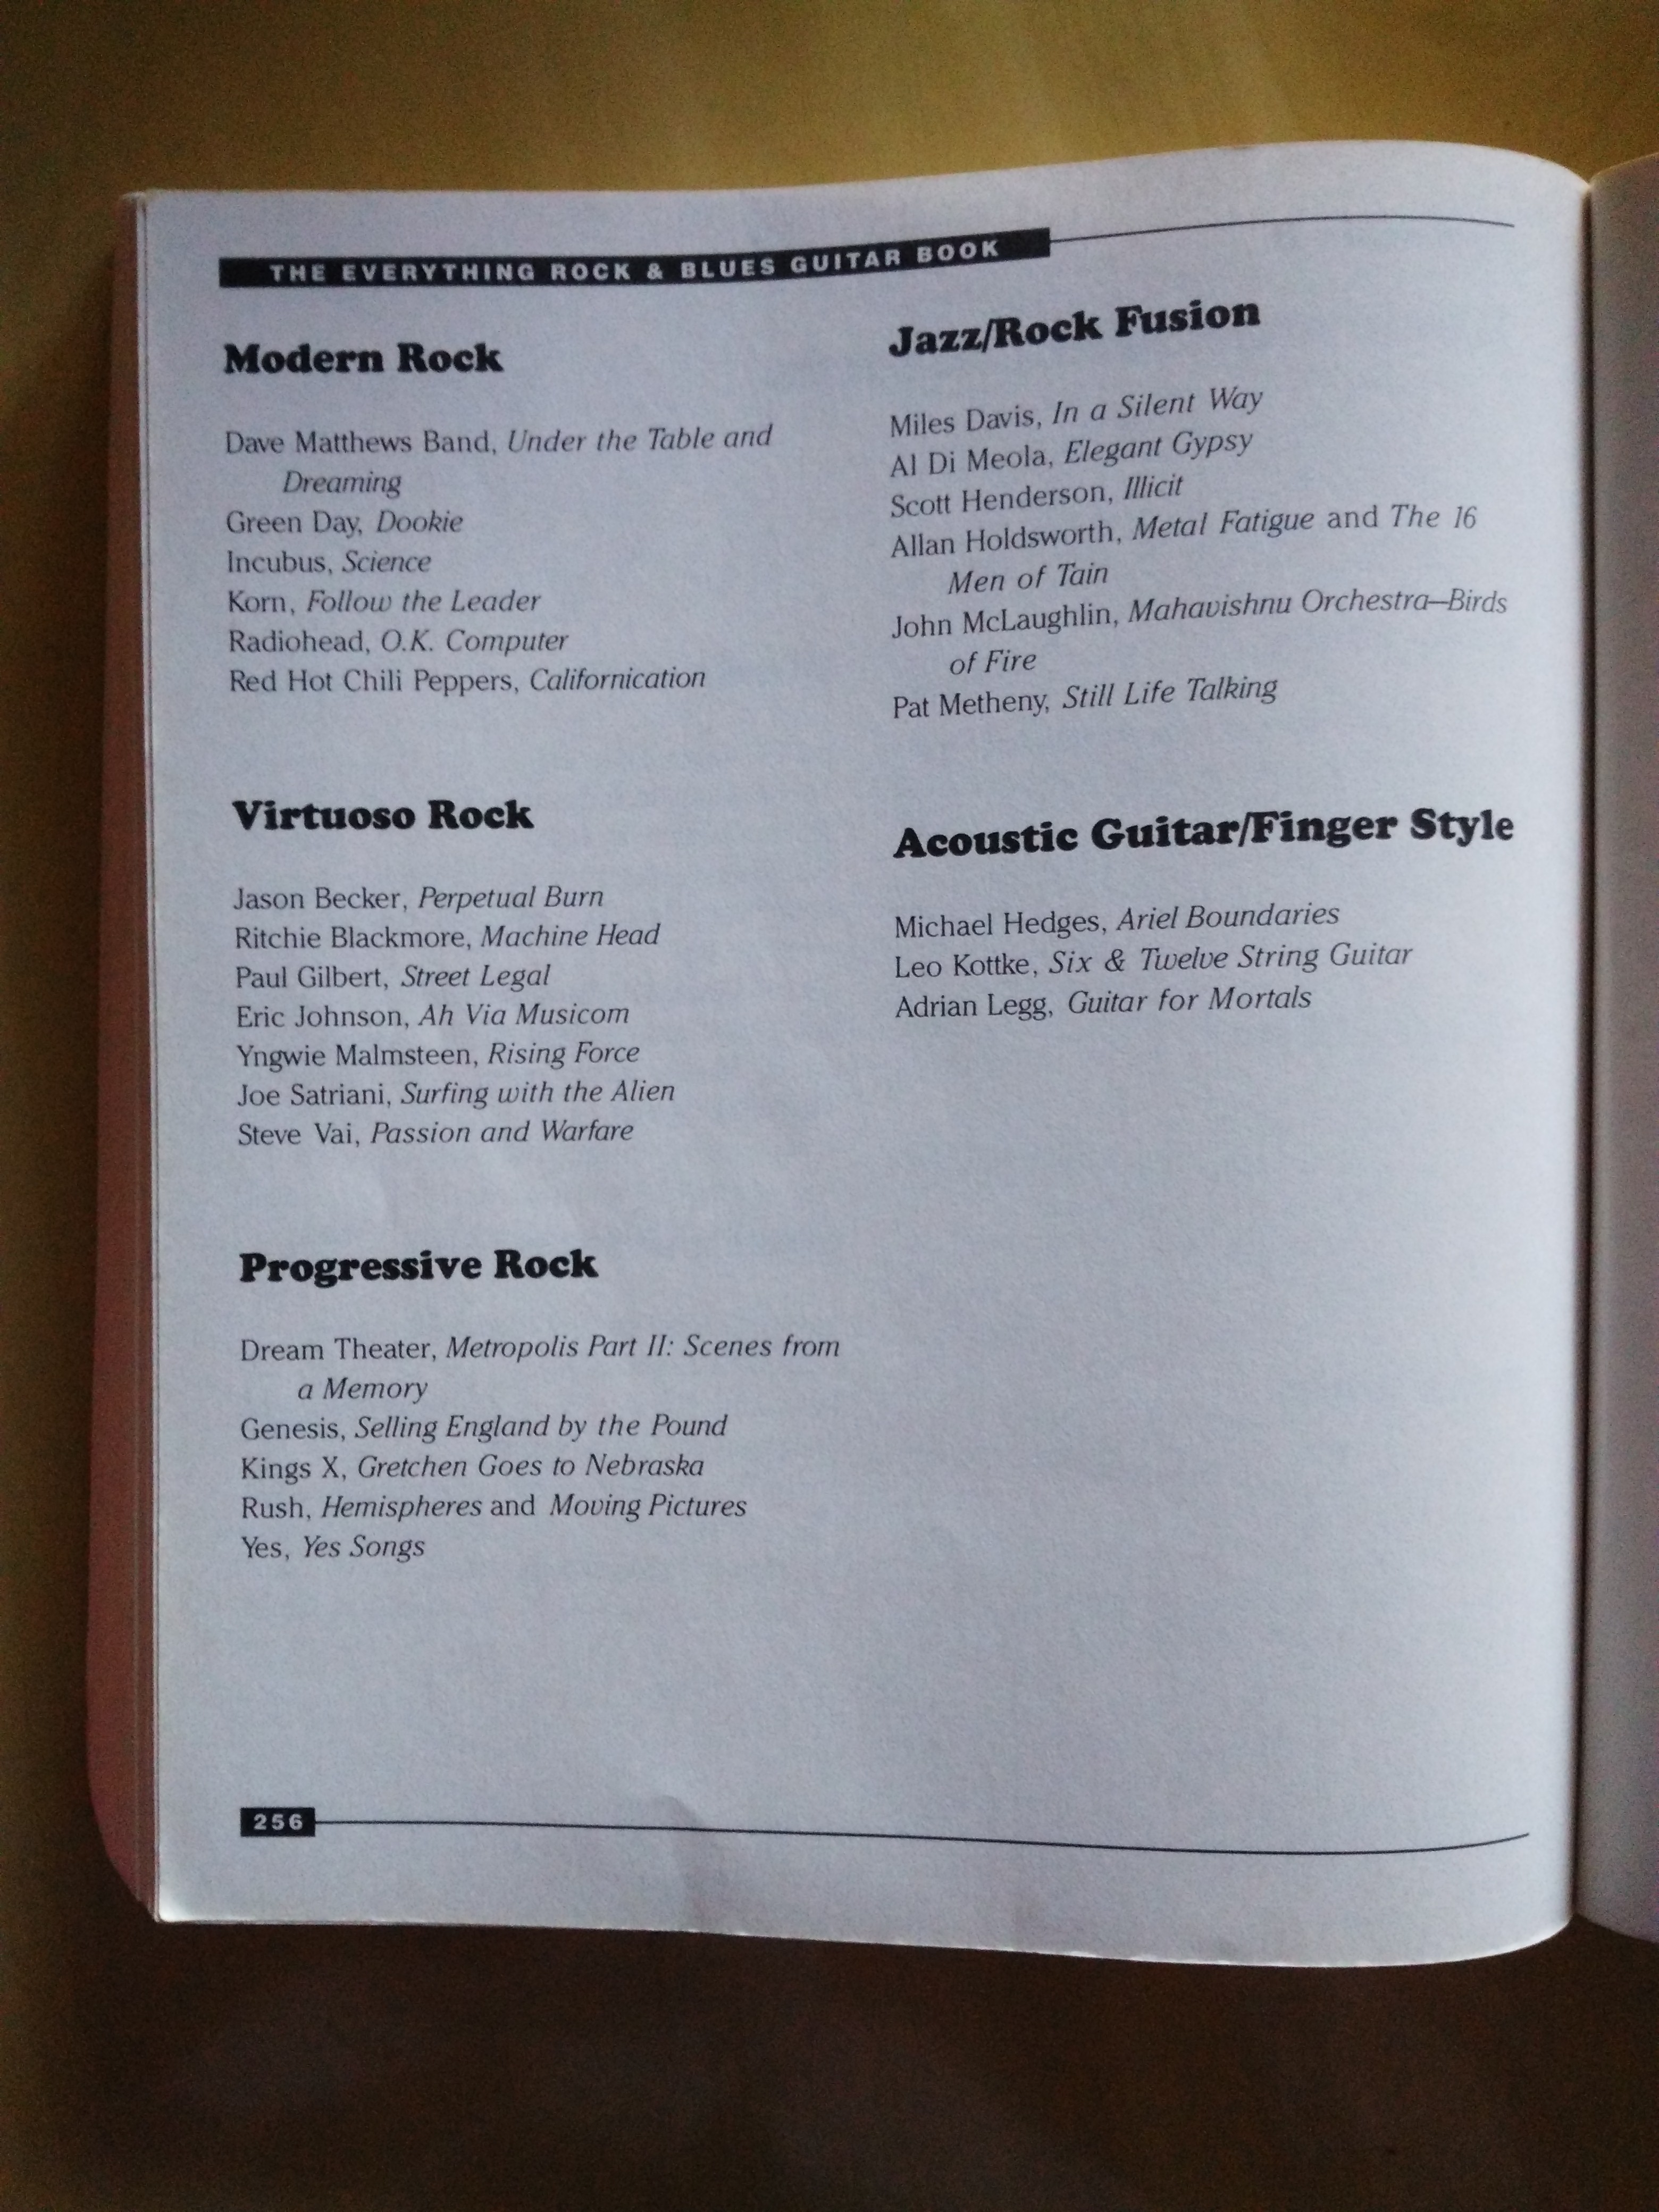 THE EVERYTHING ROCK & BLUES GUITAR BOOK
Modern Rock
Dave Matthews Band, Under the Table and
Dreaming
Green Day, Dookie
Incubus, Science
Korn, Follow the Leader
Radiohead, O.K. Computer
Red Hot Chili Peppers, Californication
Virtuoso Rock
Jason Becker, Perpetual Burn
Ritchie Blackmore, Machine Head
Paul Gilbert, Street Legal
Eric Johnson, Ah Via Musicom
Yngwie Malmsteen, Rising Force
Joe Satriani, Surfing with the Alien
Steve Vai, Passion and Warfare
Progressive Rock
Dream Theater, Metropolis Part II: Scenes from
a Memory
Genesis, Selling England by the Pound
Kings X, Gretchen Goes to Nebraska
Rush, Hemispheres and Moving Pictures
Yes, Yes Songs
Jazz/Rock Fusion
Miles Davis, In a Silent Way
Al Di Meola, Elegant Gypsy
Scott Henderson, Illicit
Allan Holdsworth, Metal Fatigue and The 16
Men of Tain
John McLaughlin, Mahavishnu Orchestra—Birds
of Fire
Pat Metheny, Still Life Talking
Acoustic Guitar/Finger Style
Michael Hedges, Ariel Boundaries
Leo Kottke, Six & Twelve String Guitar
Adrian Legg, Guitar for Mortals
256